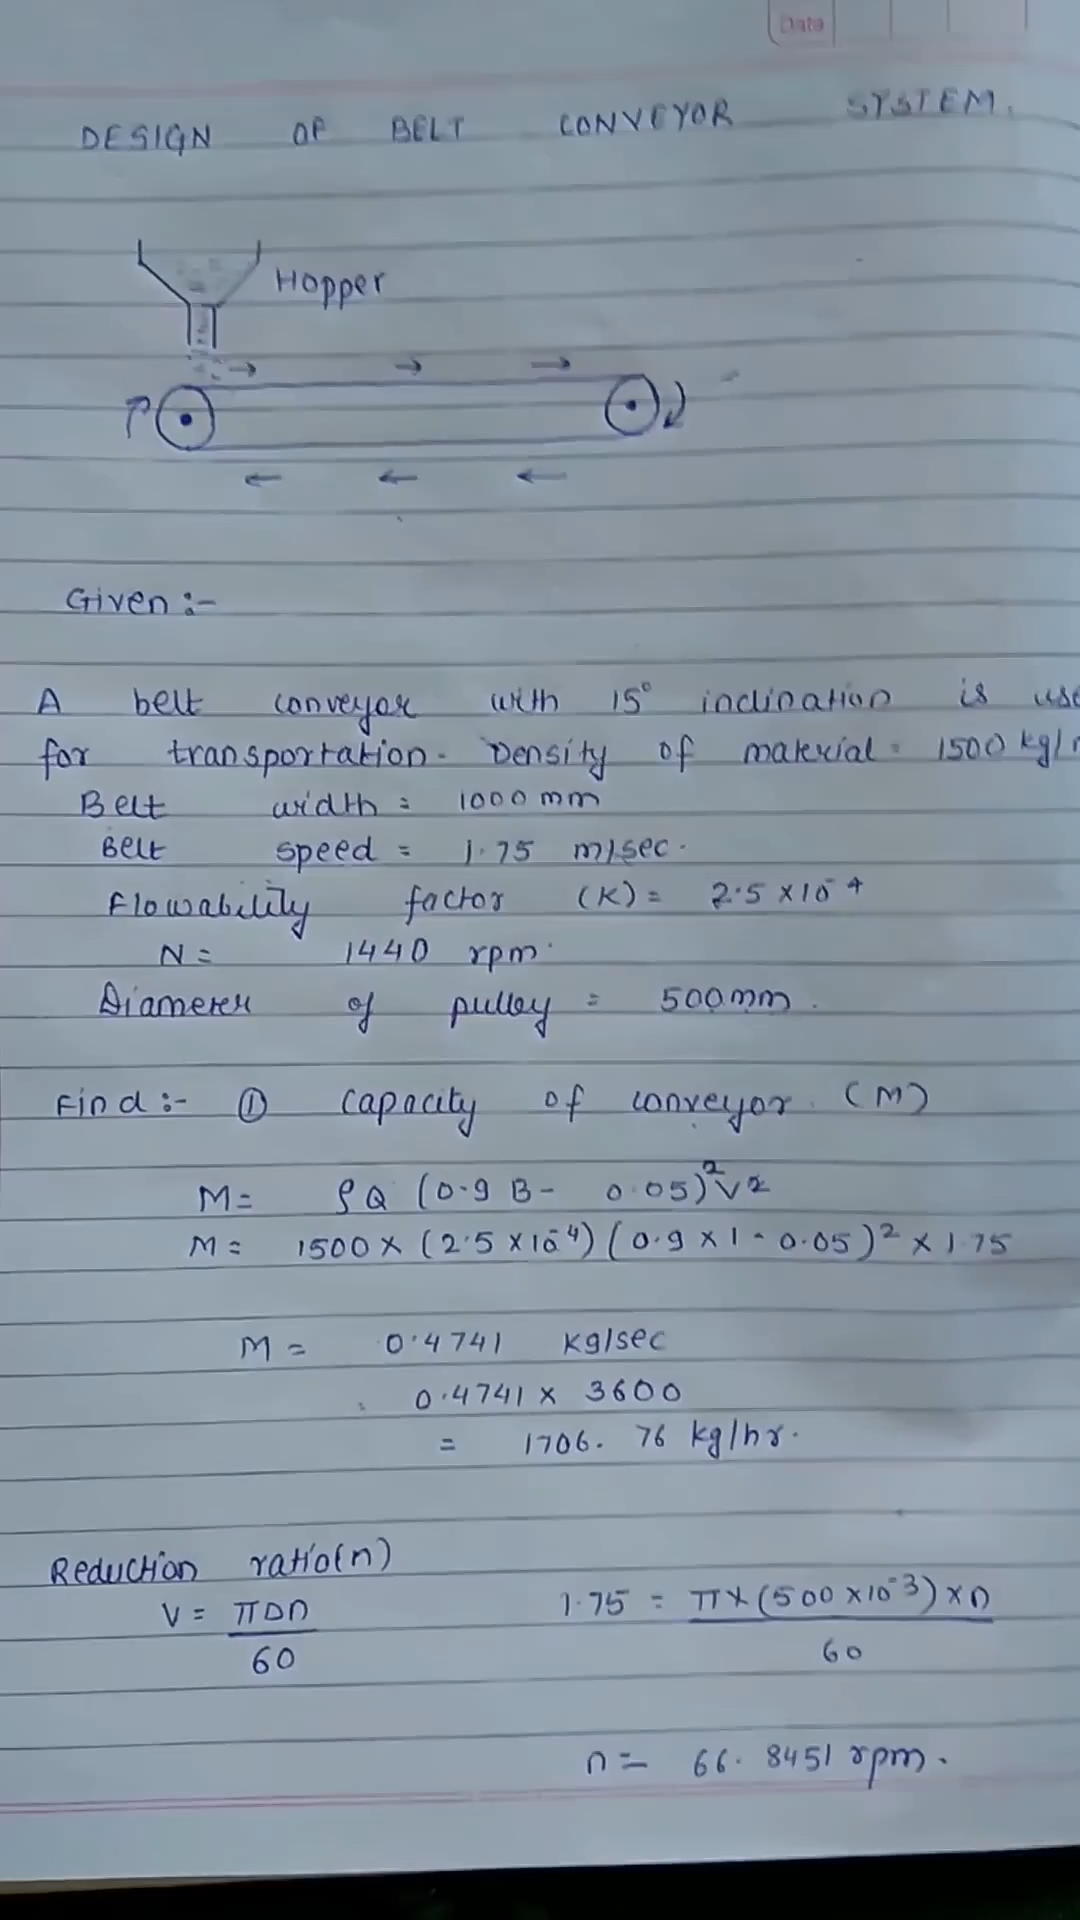 Date
DESIGN OF BELT CONVEYOR SYSTEM.
Hopper
Given :-
A belt conveyor with 15° inclination is use
for transportation. Density of material = 1500 kg/
Belt width = 1000 mm
Belt speed = 1.75 m/sec.
Flowability factor (K) = 2.5 × 10⁻⁴
N = 1440 rpm.
Diameter of pulley = 500mm.
Find :- ① Capacity of conveyor. (M)
M = ρQ (0.9 B - 0.05)² V
M = 1500 × (2.5 × 10⁻⁴) (0.9 × 1 - 0.05)² × 1.75
M = 0.4741 kg/sec
0.4741 × 3600
= 1706.76 kg/hr.
Reduction ratio(n)
V = πDn/60 1.75 = π × (500 × 10⁻³) × n/60
n = 66.8451 rpm.